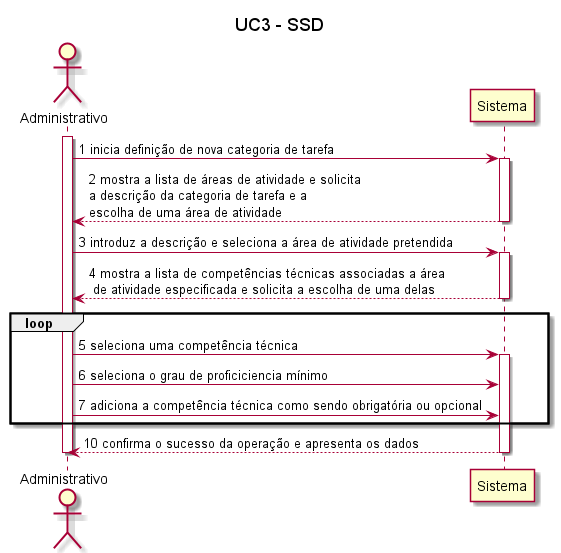 UC3 - SSD
Administrativo
Sistema
1 inicia definição de nova categoria de tarefa
2 mostra a lista de áreas de atividade e solicita
a descrição da categoria de tarefa e a
escolha de uma área de atividade
3 introduz a descrição e seleciona a área de atividade pretendida
4 mostra a lista de competências técnicas associadas a área
de atividade especificada e solicita a escolha de uma delas
loop
5 seleciona uma competência técnica
6 seleciona o grau de proficiciencia mínimo
7 adiciona a competência técnica como sendo obrigatória ou opcional
10 confirma o sucesso da operação e apresenta os dados
Administrativo
Sistema